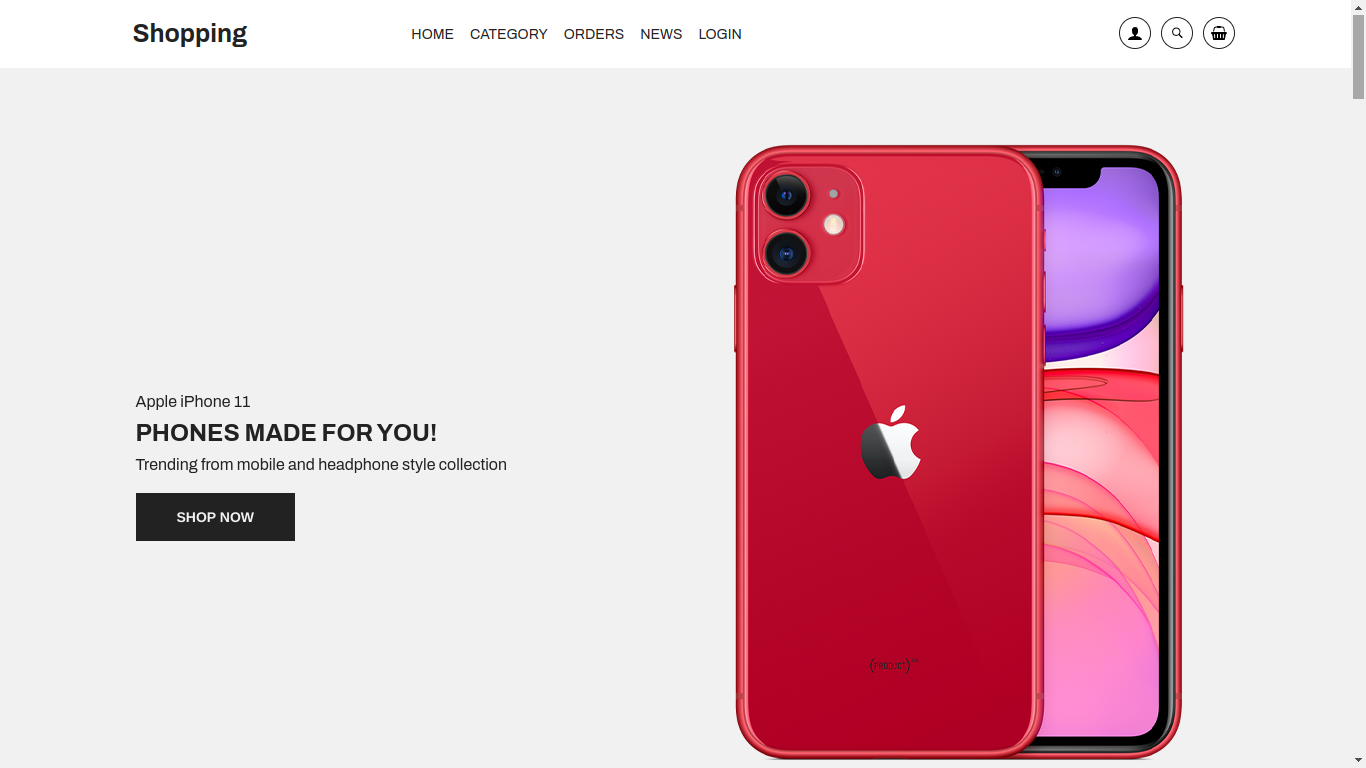 Shopping
HOME CATEGORY ORDERS NEWS LOGIN
Apple iPhone 11
PHONES MADE FOR YOU!
Trending from mobile and headphone style collection
SHOP NOW
(PRODUCT)